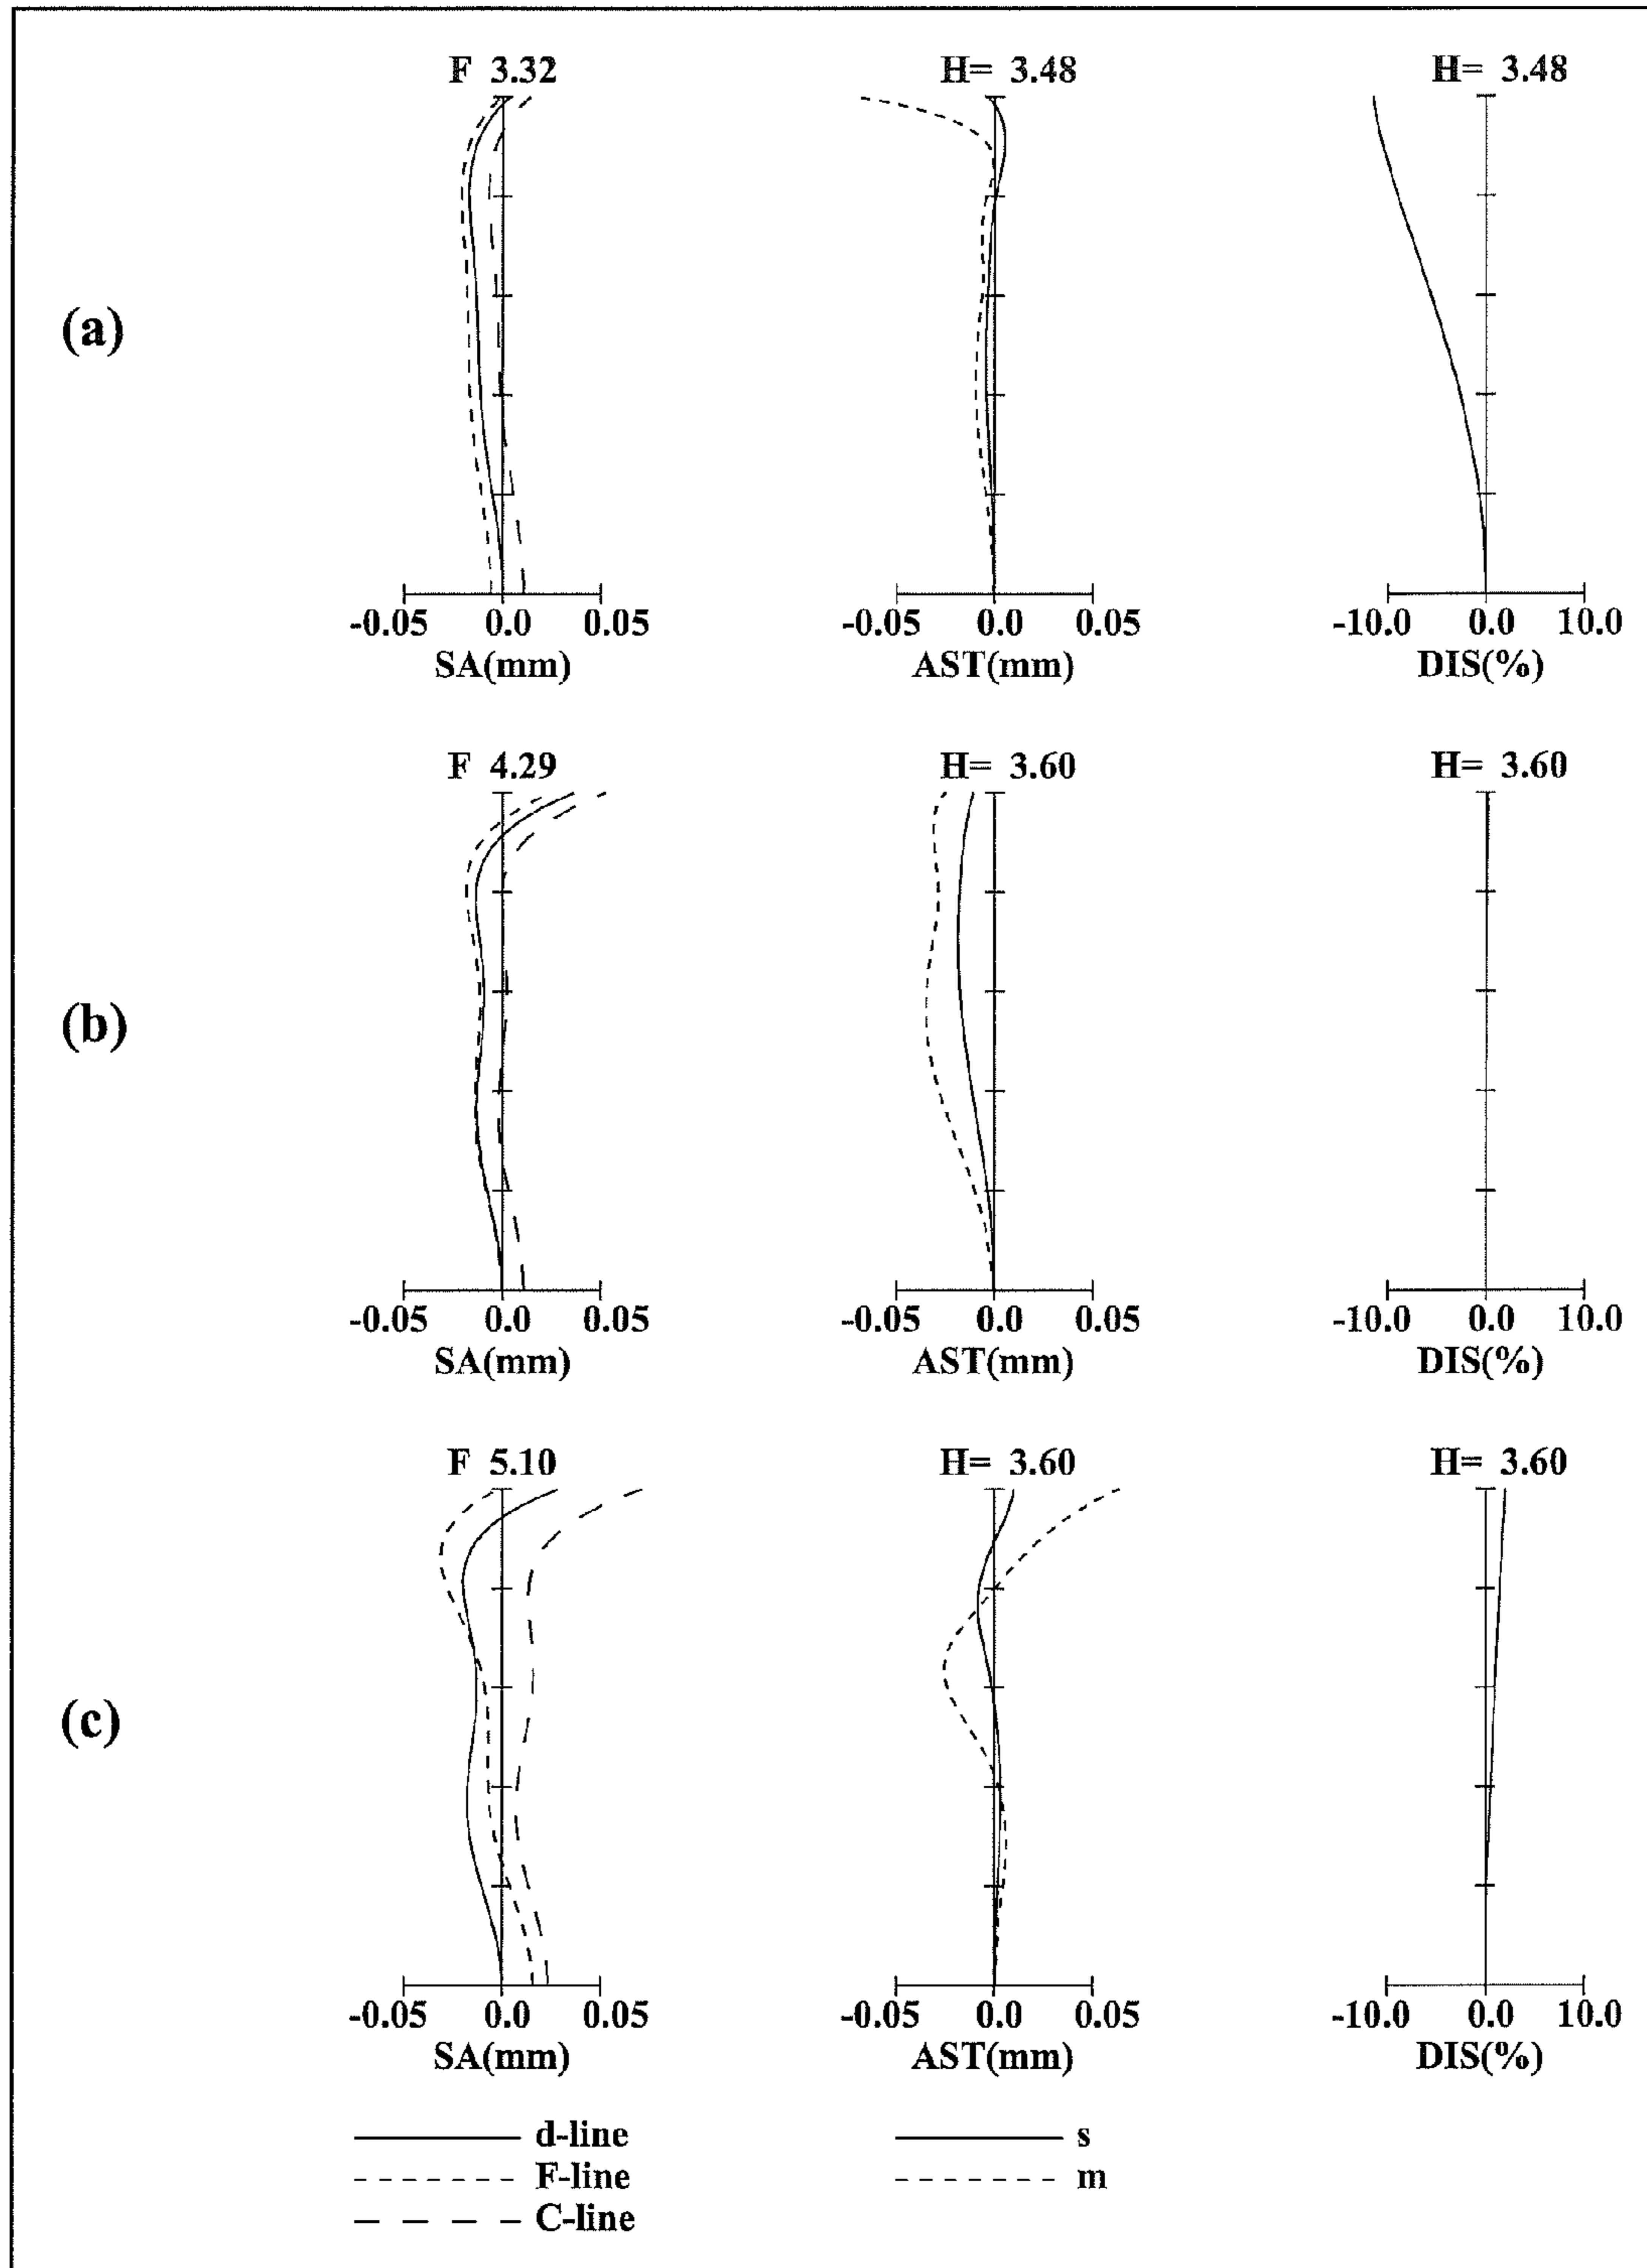 F 3.32 H= 3.48 H= 3.48
(a)
-0.05 0.0 0.05 -0.05 0.0 0.05 -10.0 0.0 10.0
SA(mm) AST(mm) DIS(%)
F 4.29 H= 3.60 H= 3.60
(b)
-0.05 0.0 0.05 -0.05 0.0 0.05 -10.0 0.0 10.0
SA(mm) AST(mm) DIS(%)
F 5.10 H= 3.60 H= 3.60
(c)
-0.05 0.0 0.05 -0.05 0.0 0.05 -10.0 0.0 10.0
SA(mm) AST(mm) DIS(%)
d-line s
F-line m
C-line